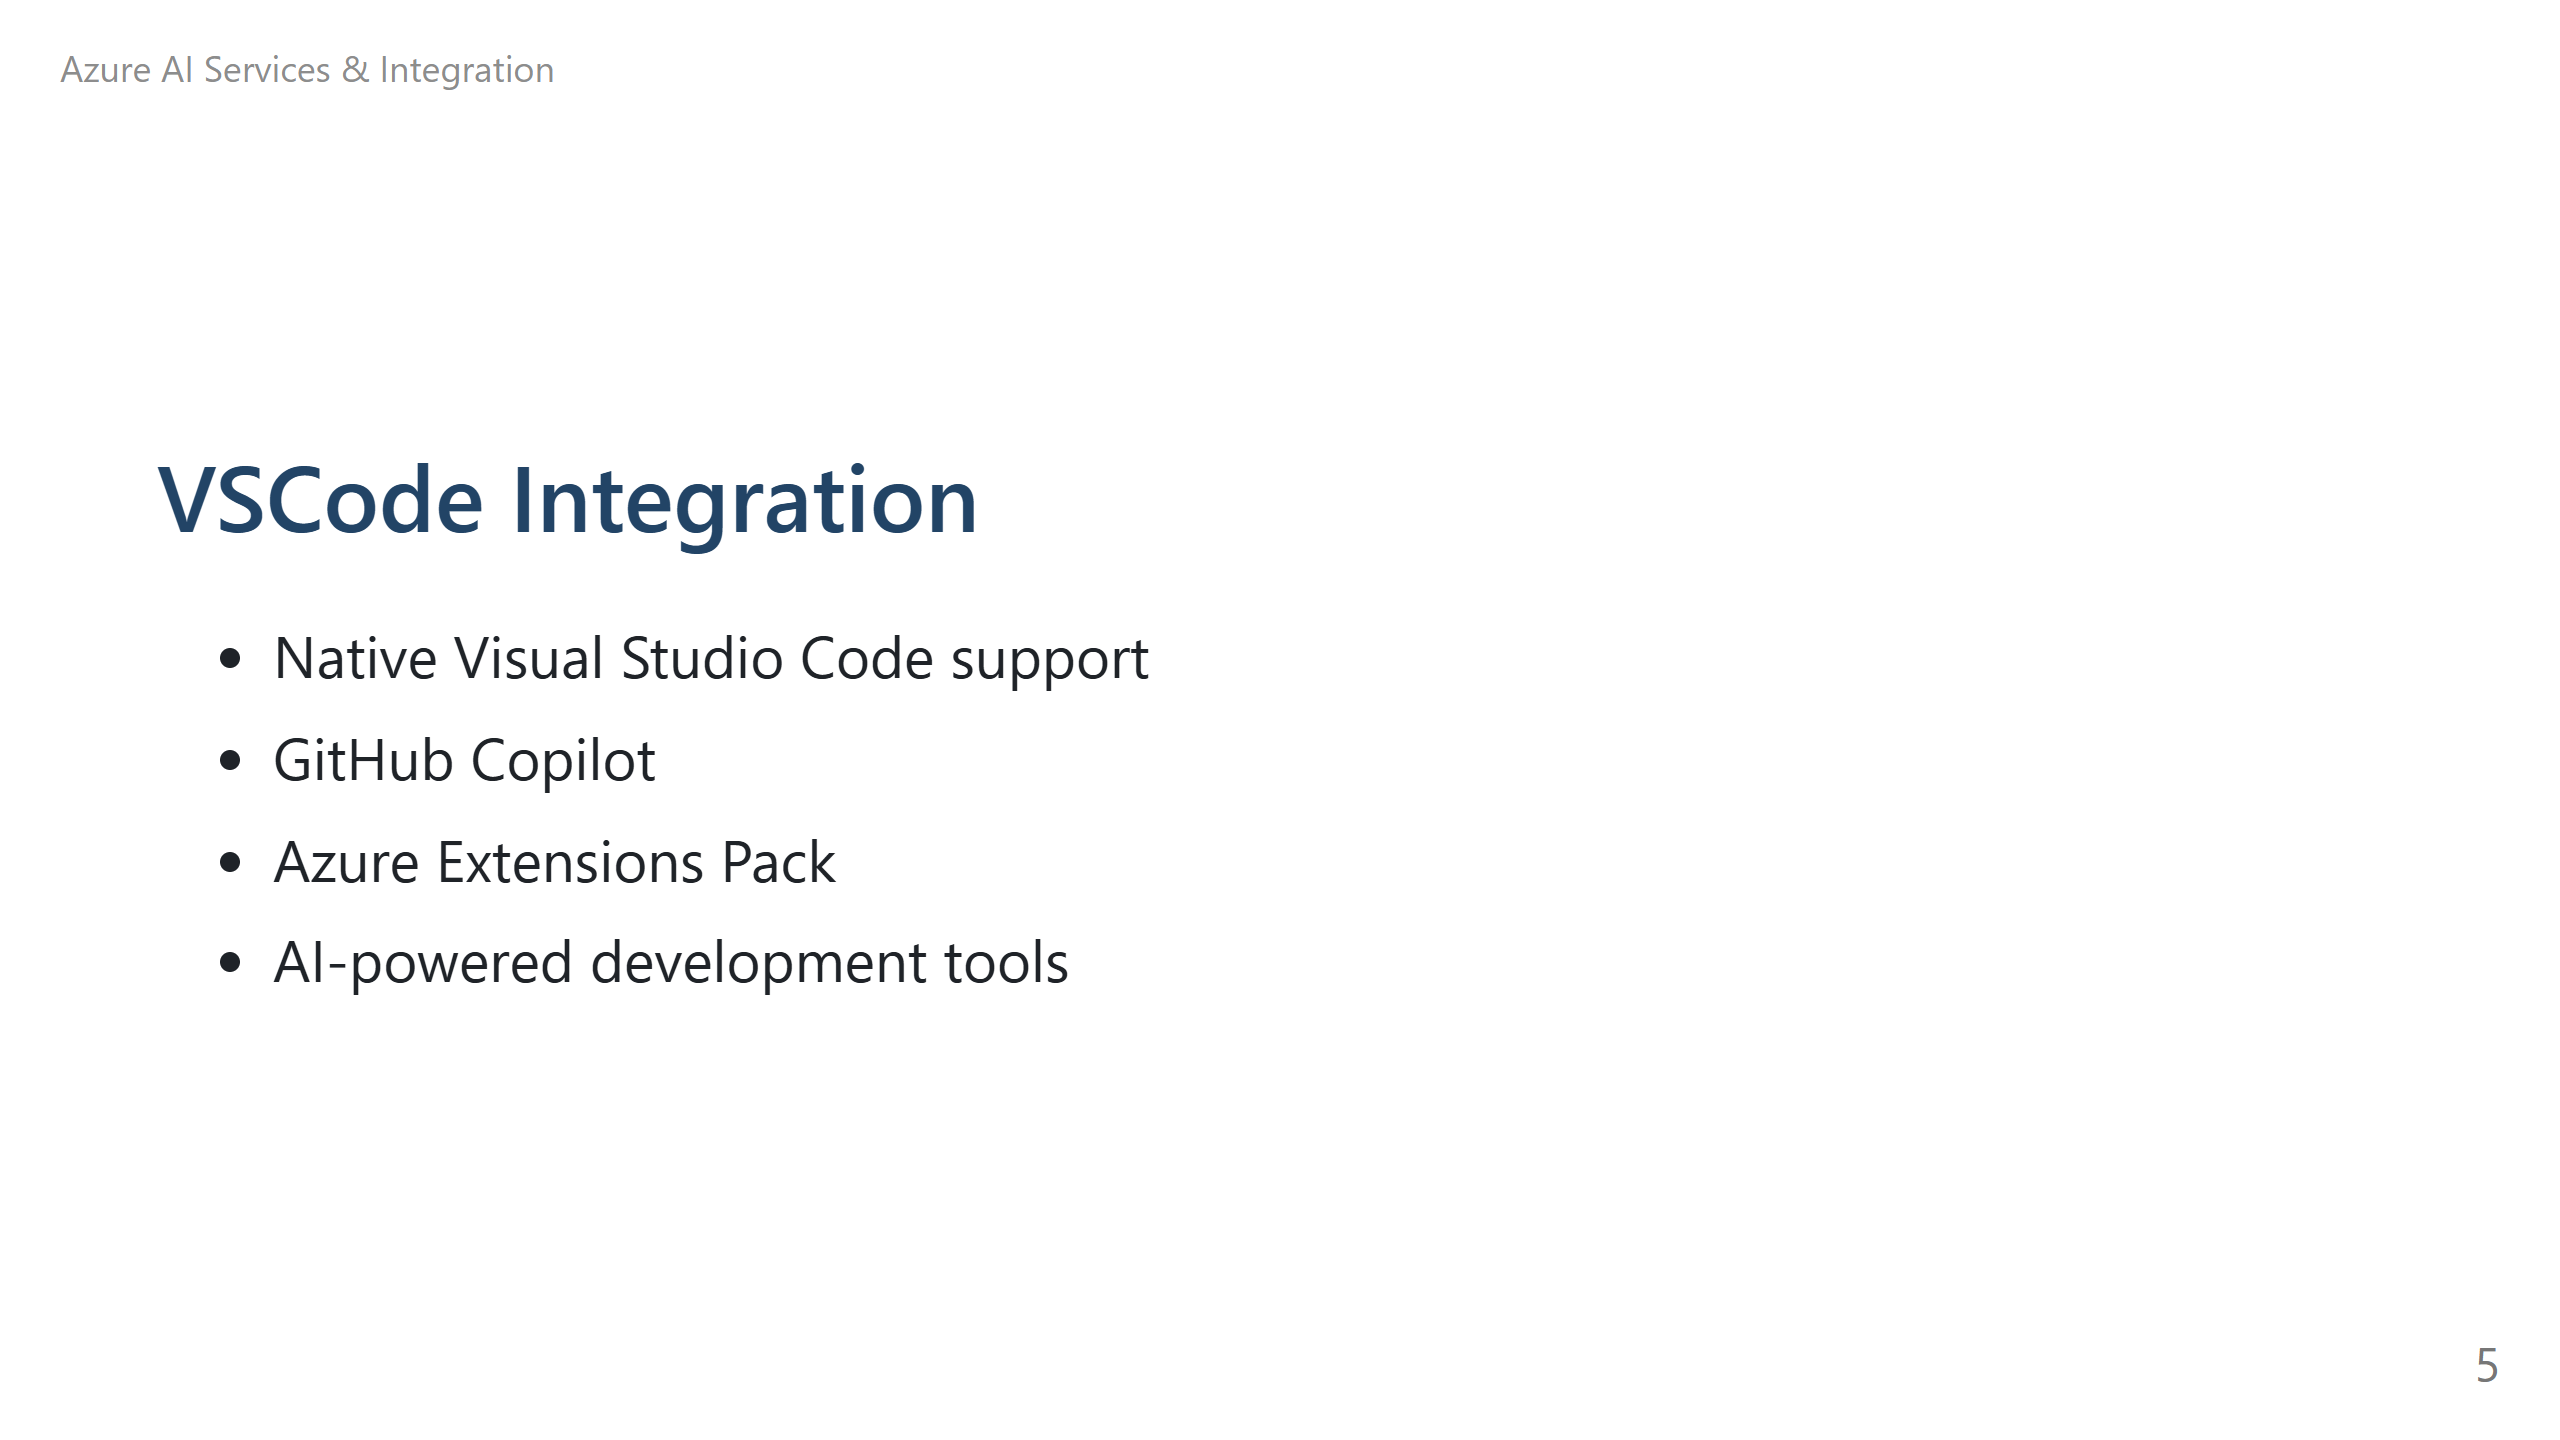 Azure AI Services & Integration
VSCode Integration
• Native Visual Studio Code support
• GitHub Copilot
• Azure Extensions Pack
• AI-powered development tools
5